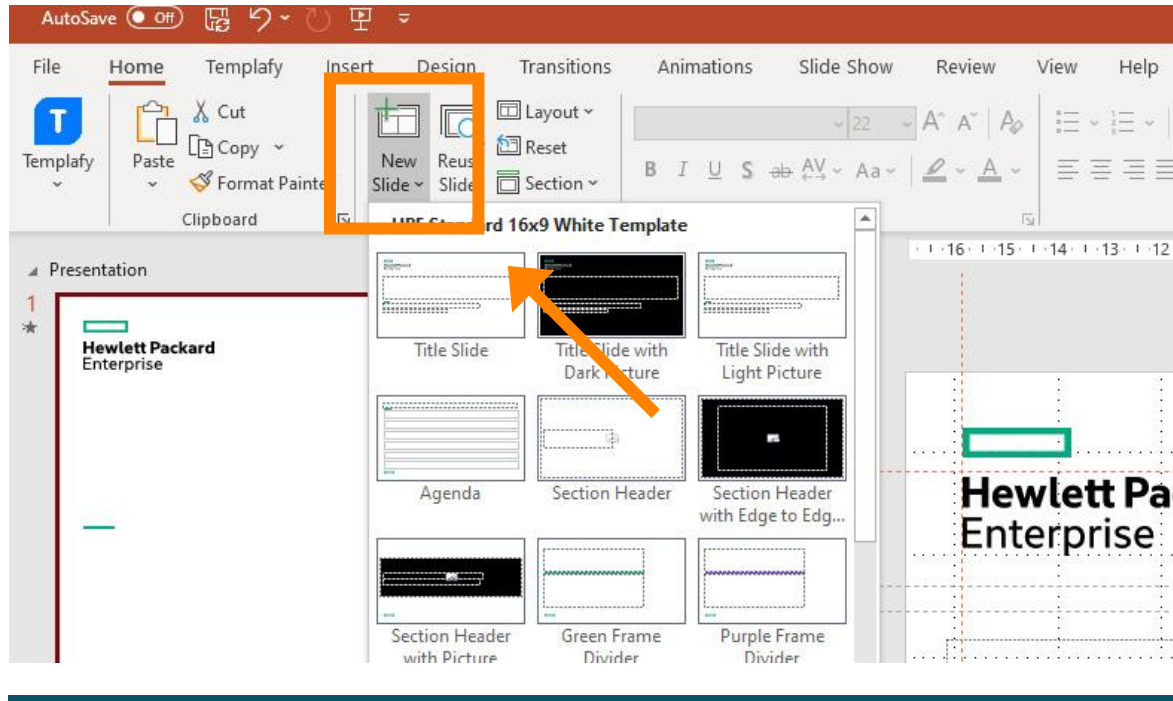 AutoSave Off
File Home Templafy Insert Design Transitions Animations Slide Show Review View Help
T
Templafy
Paste
Cut
Copy
Format Painte
Clipboard
New
Slide
Reus
Slide
Layout
Reset
Section
22
A^ A˅ A
B I U S ab AV Aa A
rd 16x9 White Template
Title Slide
Title Slide with
Dark Picture
Title Slide with
Light Picture
Agenda
Section Header
Section Header
with Edge to Edg...
Section Header
with Picture
Green Frame
Divider
Purple Frame
Divider
Presentation
1
Hewlett Packard
Enterprise
16 15 14 13 12
Hewlett Pa
Enterprise